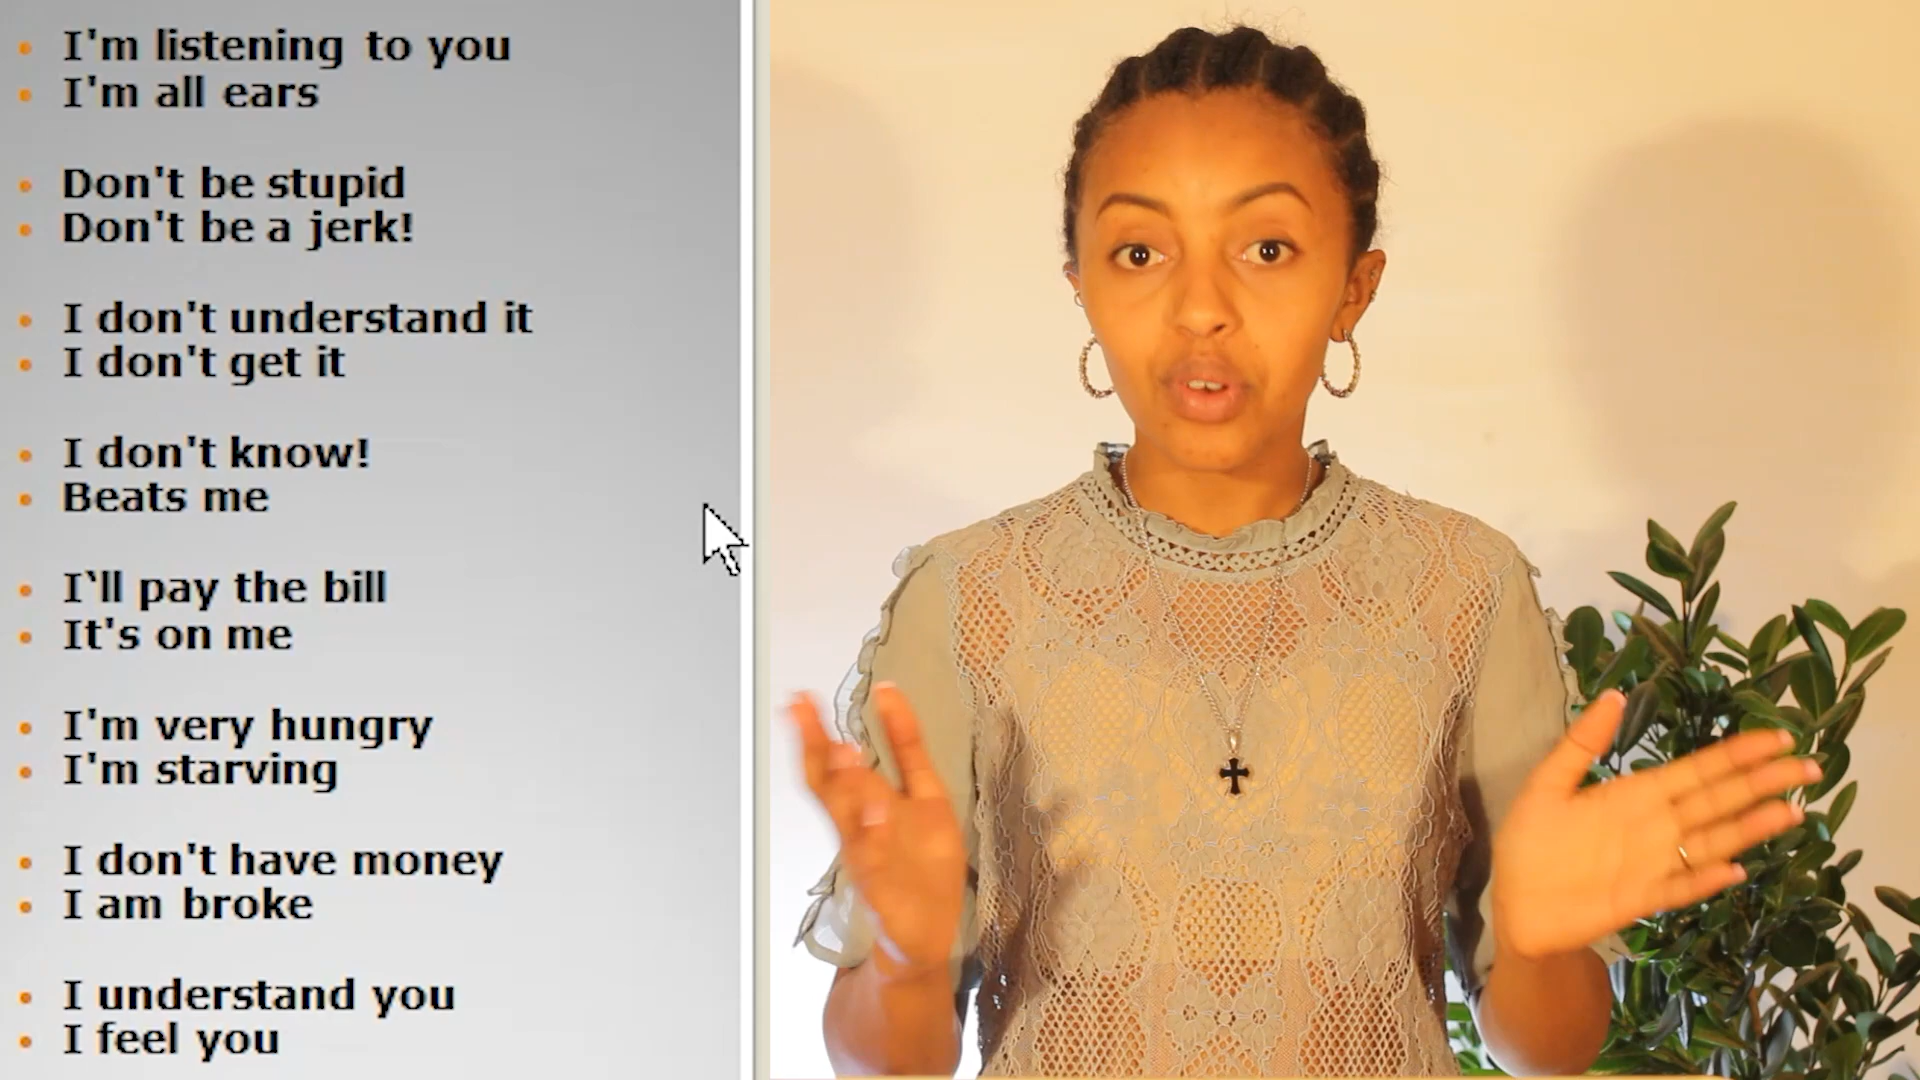 I'm listening to you
I'm all ears
Don't be stupid
Don't be a jerk!
I don't understand it
I don't get it
I don't know!
Beats me
I`ll pay the bill
It's on me
I'm very hungry
I'm starving
I don't have money
I am broke
I understand you
I feel you